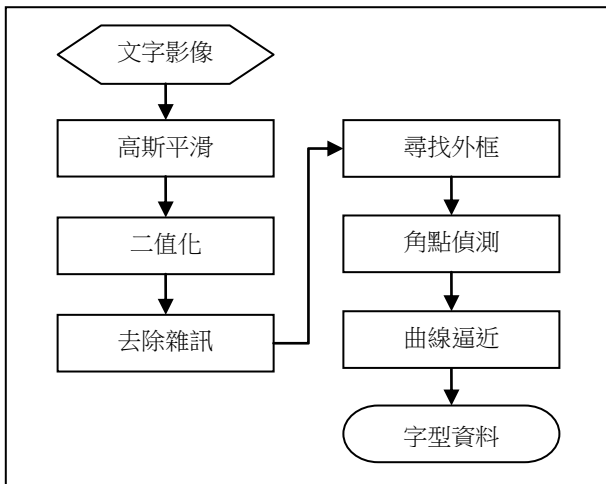 文字影像
高斯平滑
二值化
去除雜訊
尋找外框
角點偵測
曲線逼近
字型資料